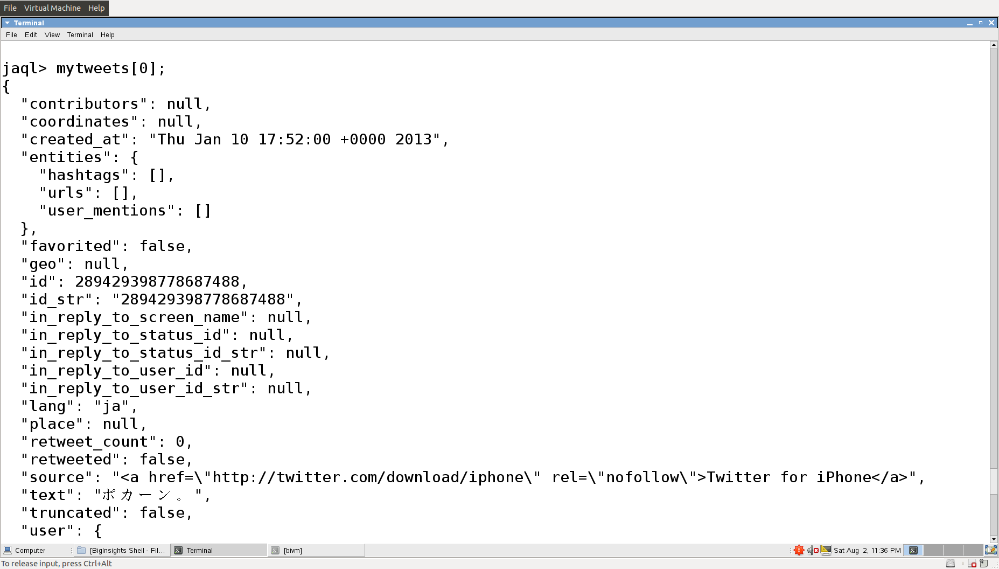 File Virtual Machine Help
Terminal
File Edit View Terminal Help
jaql> mytweets[0];
{
  "contributors": null,
  "coordinates": null,
  "created_at": "Thu Jan 10 17:52:00 +0000 2013",
  "entities": {
    "hashtags": [],
    "urls": [],
    "user_mentions": []
  },
  "favorited": false,
  "geo": null,
  "id": 289429398778687488,
  "id_str": "289429398778687488",
  "in_reply_to_screen_name": null,
  "in_reply_to_status_id": null,
  "in_reply_to_status_id_str": null,
  "in_reply_to_user_id": null,
  "in_reply_to_user_id_str": null,
  "lang": "ja",
  "place": null,
  "retweet_count": 0,
  "retweeted": false,
  "source": "<a href=\"http://twitter.com/download/iphone\" rel=\"nofollow\">Twitter for iPhone</a>",
  "text": "ポカーン。",
  "truncated": false,
  "user": {
Computer [BigInsights Shell - Fil... Terminal [bivm] Sat Aug 2, 11:36 PM
To release input, press Ctrl+Alt